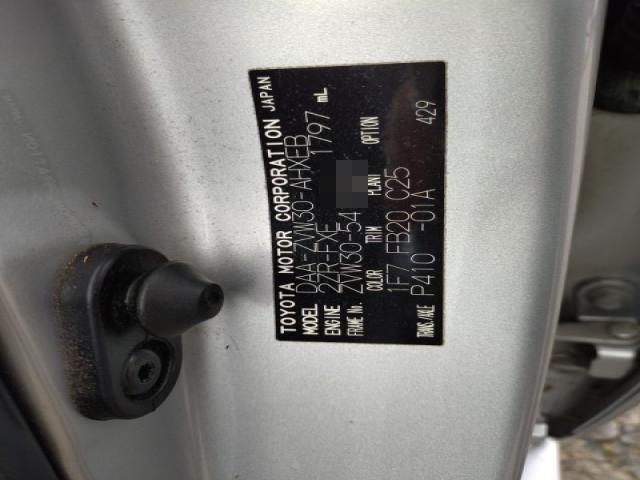 TOYOTA MOTOR CORPORATION JAPAN
MODEL DAA-ZVW30-AHXEB
ENGINE 2ZR-FXE 1797 mL
FRAME No. ZVW30-54
COLOR TRIM PLANT OPTION
1F7 FB20 C25
TRANS./AXLE P410 -01A 429